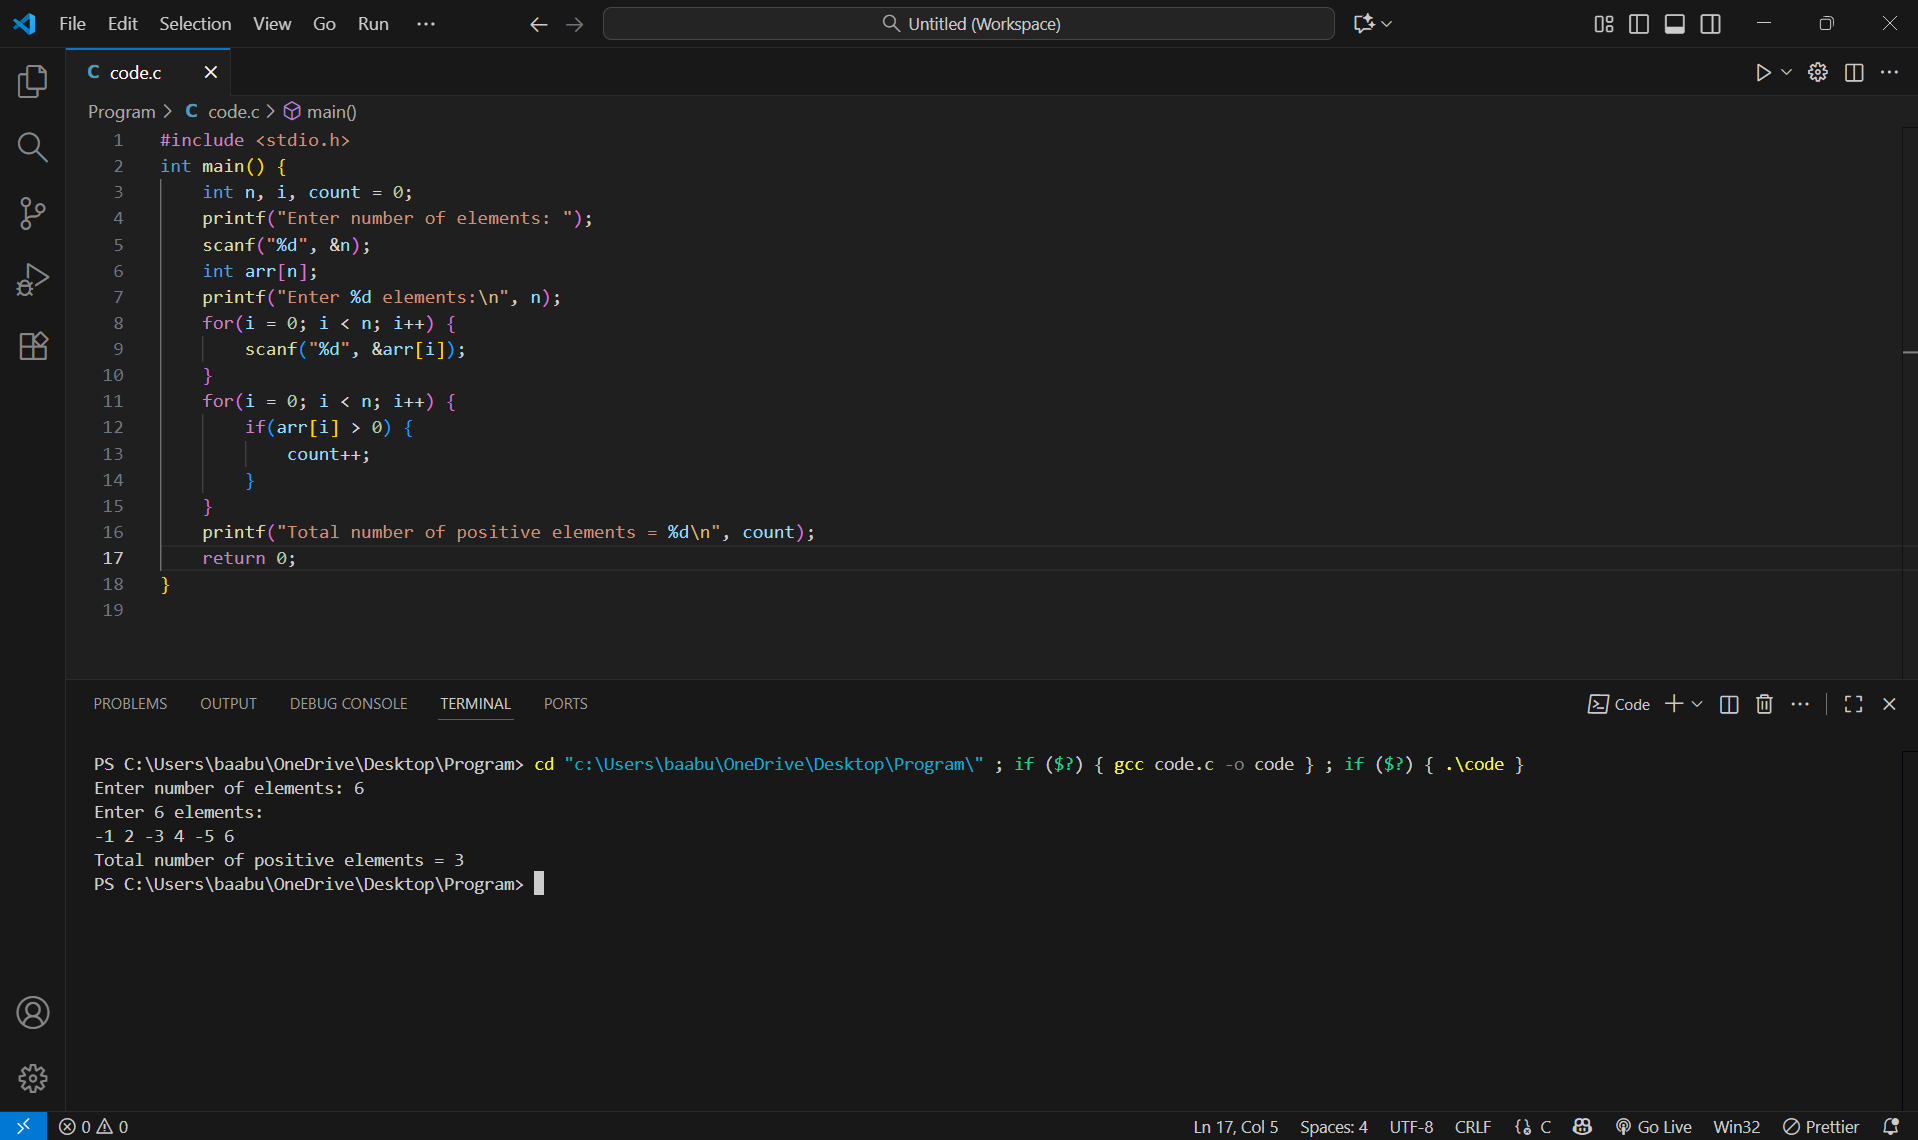 File Edit Selection View Go Run ··· Untitled (Workspace)
C code.c
Program > C code.c > main()
1 #include <stdio.h>
2 int main() {
3     int n, i, count = 0;
4     printf("Enter number of elements: ");
5     scanf("%d", &n);
6     int arr[n];
7     printf("Enter %d elements:\n", n);
8     for(i = 0; i < n; i++) {
9         scanf("%d", &arr[i]);
10     }
11     for(i = 0; i < n; i++) {
12         if(arr[i] > 0) {
13             count++;
14         }
15     }
16     printf("Total number of positive elements = %d\n", count);
17     return 0;
18 }
19
PROBLEMS OUTPUT DEBUG CONSOLE TERMINAL PORTS Code
PS C:\Users\baabu\OneDrive\Desktop\Program> cd "c:\Users\baabu\OneDrive\Desktop\Program\" ; if ($?) { gcc code.c -o code } ; if ($?) { .\code }
Enter number of elements: 6
Enter 6 elements:
-1 2 -3 4 -5 6
Total number of positive elements = 3
PS C:\Users\baabu\OneDrive\Desktop\Program>
0 0 Ln 17, Col 5 Spaces: 4 UTF-8 CRLF C Go Live Win32 Prettier